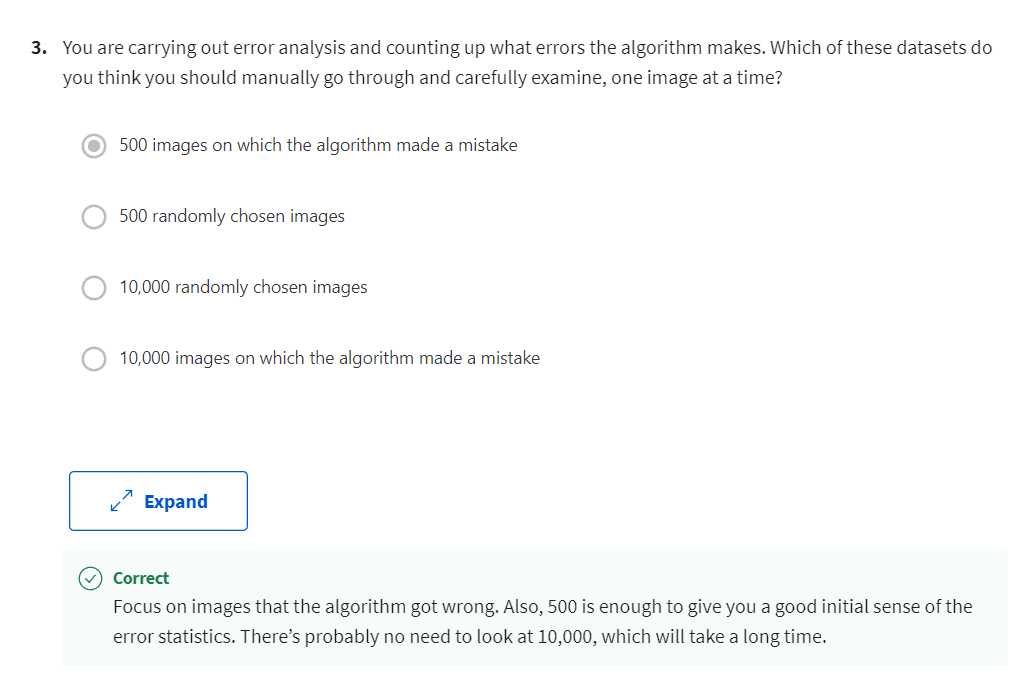 3. You are carrying out error analysis and counting up what errors the algorithm makes. Which of these datasets do
you think you should manually go through and carefully examine, one image at a time?
500 images on which the algorithm made a mistake
500 randomly chosen images
10,000 randomly chosen images
10,000 images on which the algorithm made a mistake
Expand
Correct
Focus on images that the algorithm got wrong. Also, 500 is enough to give you a good initial sense of the
error statistics. There’s probably no need to look at 10,000, which will take a long time.